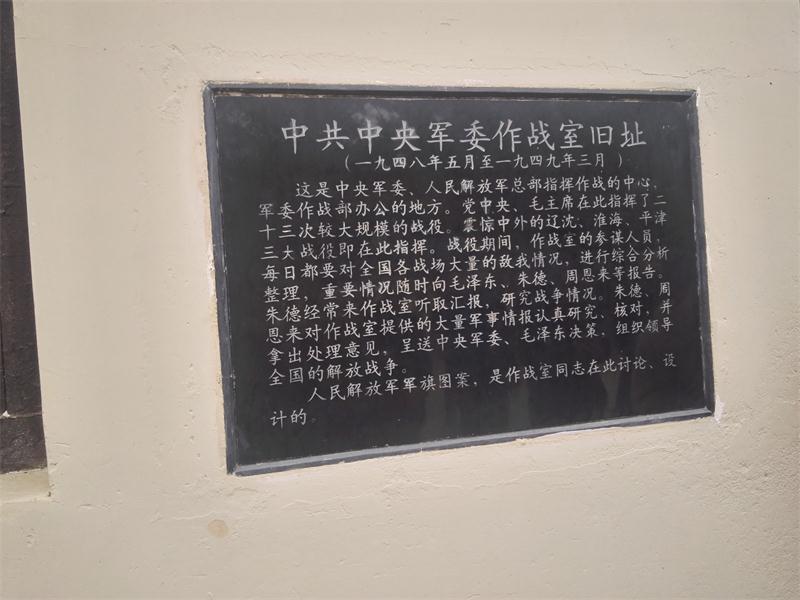 中共中央军委作战室旧址
（一九四八年五月至一九四九年三月）
这是中央军委、人民解放军总部指挥作战的中心，
军委作战部办公的地方。党中央、毛主席在此指挥了二
十三次较大规模的战役。震惊中外的辽沈、淮海、平津
三大战役即在此指挥。战役期间，作战室的参谋人员，
每日都要对全国各战场大量的敌我情况，进行综合分析
整理，重要情况随时向毛泽东、朱德、周恩来等报告。
朱德经常来作战室听取汇报，研究战争情况。朱德、周
恩来对作战室提供的大量军事情报认真研究、核对，并
拿出处理意见，呈送中央军委、毛泽东决策，组织领导
全国的解放战争。
人民解放军军旗图案，是作战室同志在此讨论、设
计的。